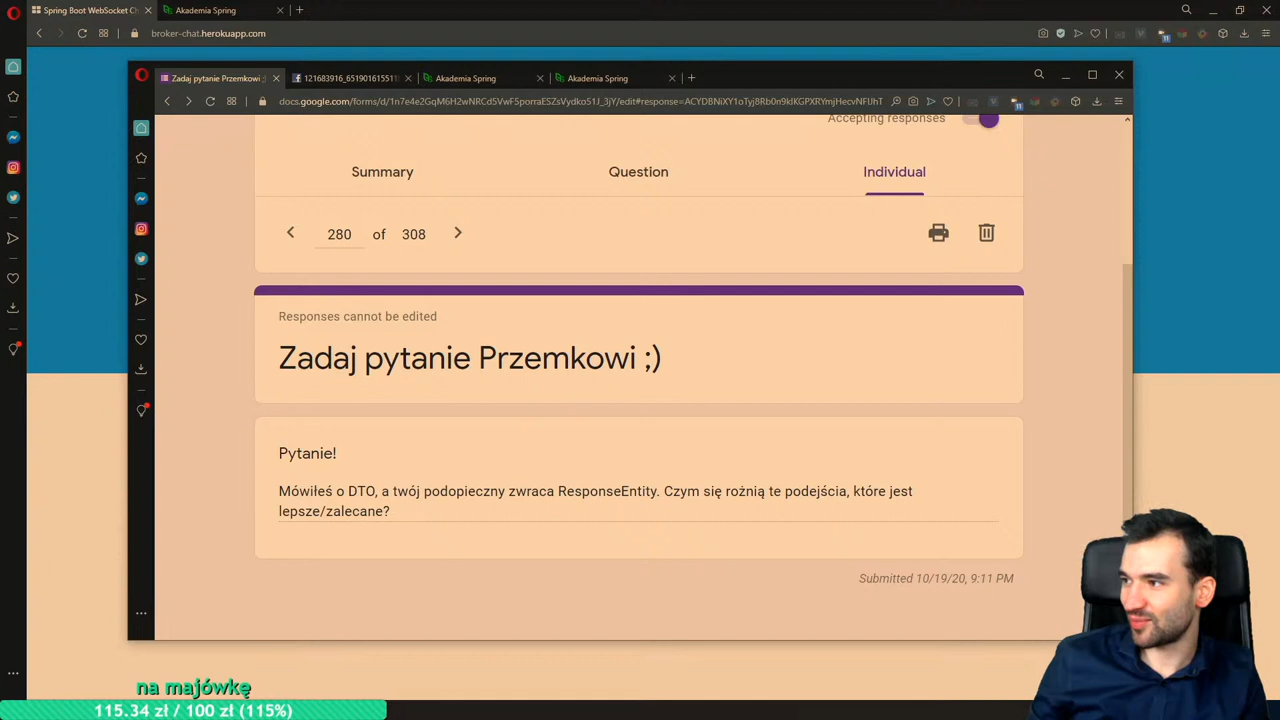 Spring Boot WebSocket Ch
Akademia Spring
broker-chat.herokuapp.com
11
Zadaj pytanie Przemkowi ;)
121683916_6519016155111
Akademia Spring
Akademia Spring
11
Accepting responses
Summary
Question
Individual
280 of 308
Responses cannot be edited
Zadaj pytanie Przemkowi ;)
Pytanie!
Mówiłeś o DTO, a twój podopieczny zwraca ResponseEntity. Czym się rożnią te podejścia, które jest
lepsze/zalecane?
Submitted 10/19/20, 9:11 PM
na majówkę
115.34 zł / 100 zł (115%)